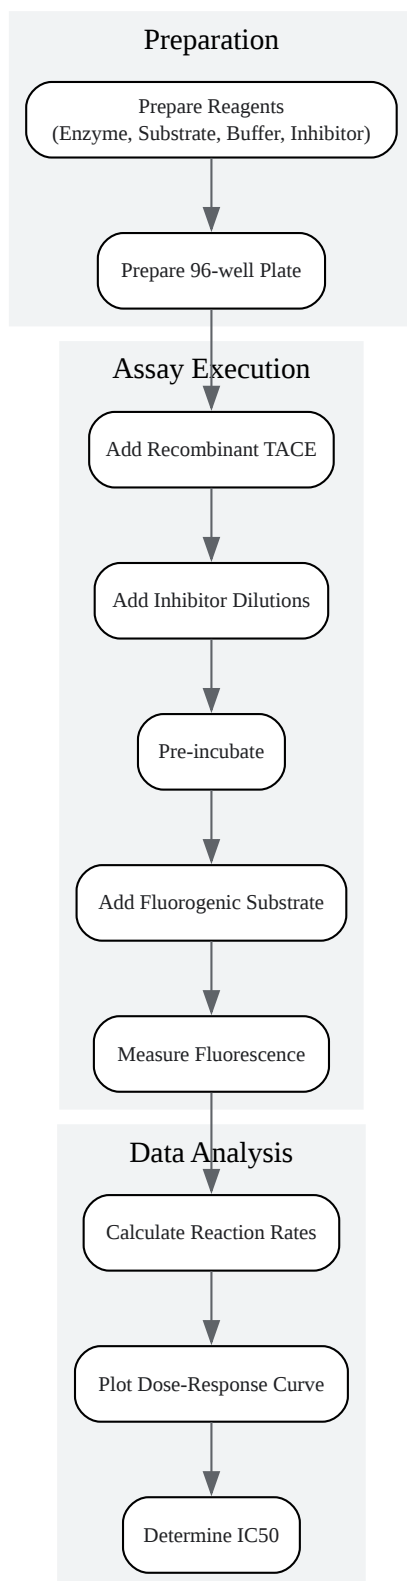 Preparation
Prepare Reagents
(Enzyme, Substrate, Buffer, Inhibitor)
Prepare 96-well Plate
Assay Execution
Add Recombinant TACE
Add Inhibitor Dilutions
Pre-incubate
Add Fluorogenic Substrate
Measure Fluorescence
Data Analysis
Calculate Reaction Rates
Plot Dose-Response Curve
Determine IC50